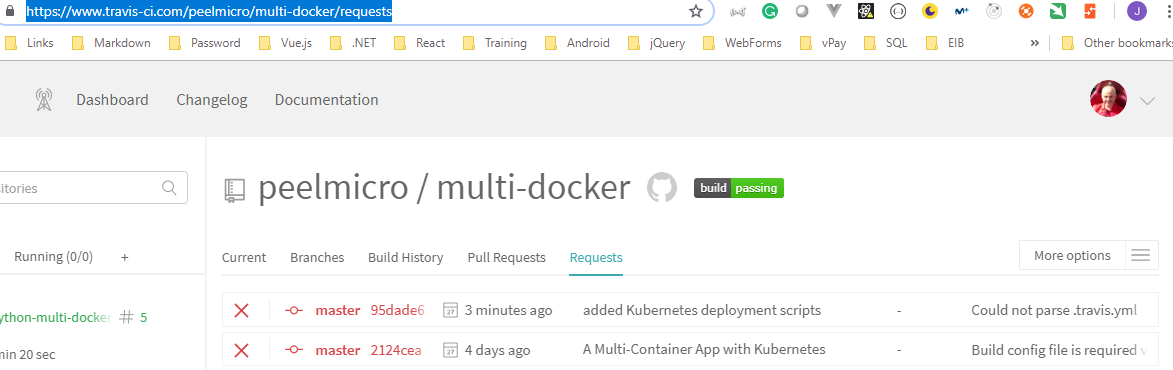 https://www.travis-ci.com/peelmicro/multi-docker/requests
J
Links Markdown Password Vue.js .NET React Training Android jQuery WebForms vPay SQL EIB » Other bookmarks
Dashboard Changelog Documentation
sitories
peelmicro / multi-docker build passing
Running (0/0) +
Current Branches Build History Pull Requests Requests More options
master 95dade6 27 3 minutes ago added Kubernetes deployment scripts - Could not parse .travis.yml
ython-multi-docker # 5
master 2124cea 27 4 days ago A Multi-Container App with Kubernetes - Build config file is required
min 20 sec